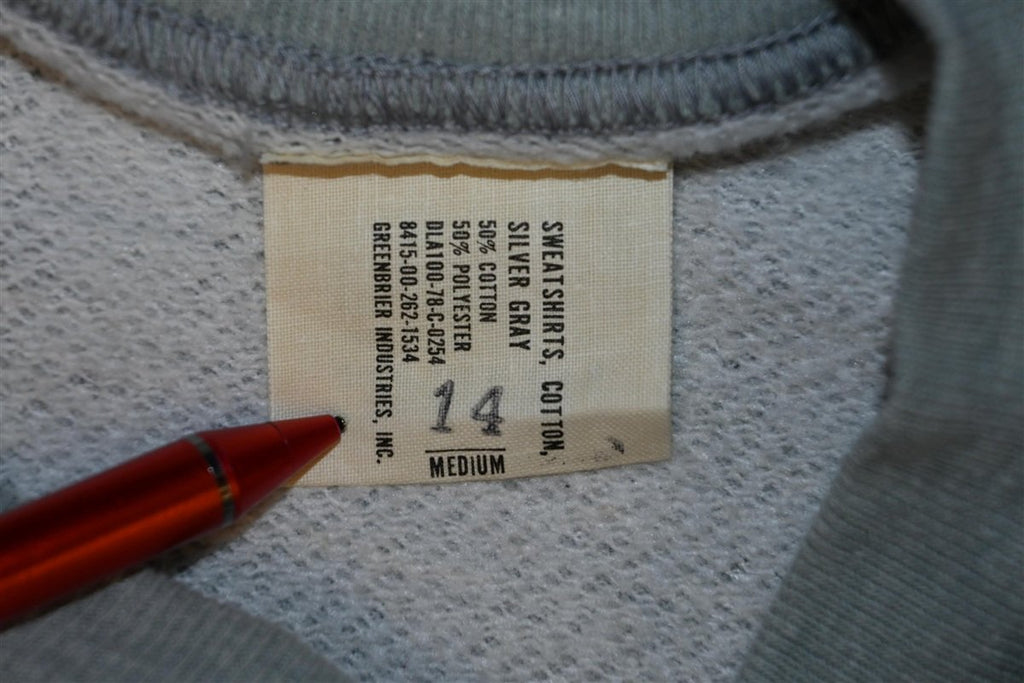 SWEATSHIRTS, COTTON,
SILVER GRAY
50% COTTON
50% POLYESTER
DLA100-78-C-0254
8415-00-262-1534
GREENBRIER INDUSTRIES, INC.
14
MEDIUM